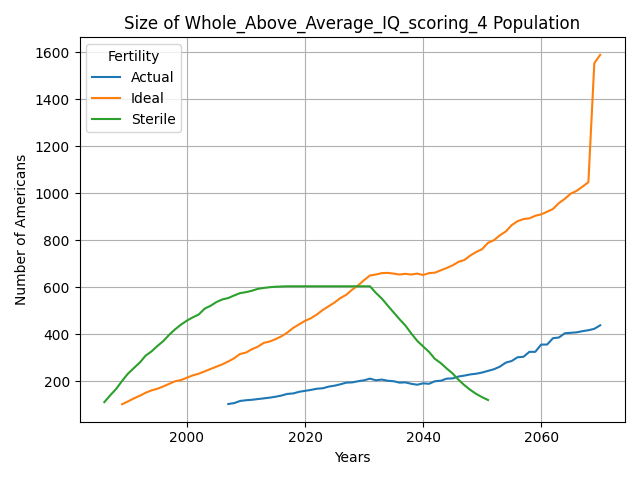 Size of Whole_Above_Average_IQ_scoring_4 Population
Fertility
Actual
Ideal
Sterile
1600
1400
1200
1000
800
600
400
200
Number of Americans
2000
2020
2040
2060
Years